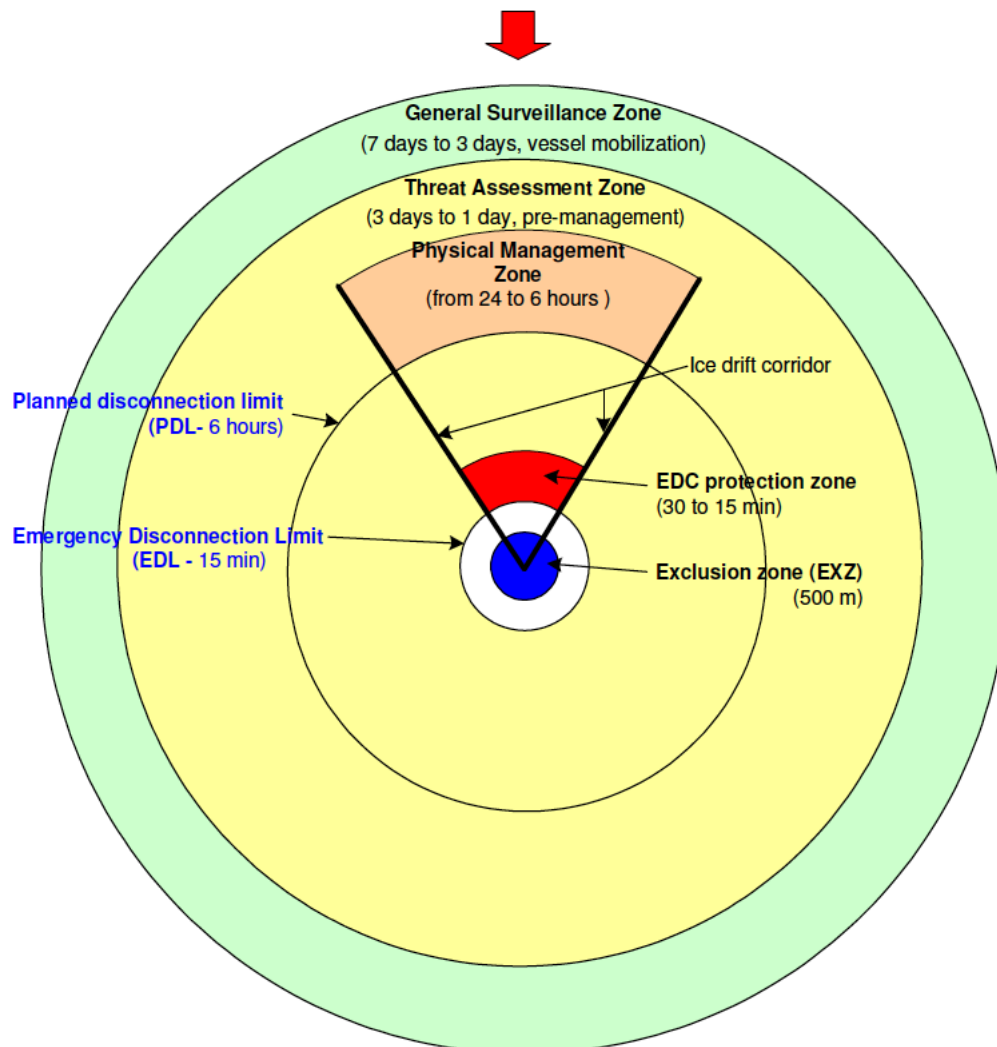 General Surveillance Zone
(7 days to 3 days, vessel mobilization)
Threat Assessment Zone
(3 days to 1 day, pre-management)
Physical Management
Zone
(from 24 to 6 hours )
Ice drift corridor
Planned disconnection limit
(PDL- 6 hours)
EDC protection zone
(30 to 15 min)
Emergency Disconnection Limit
(EDL - 15 min)
Exclusion zone (EXZ)
(500 m)